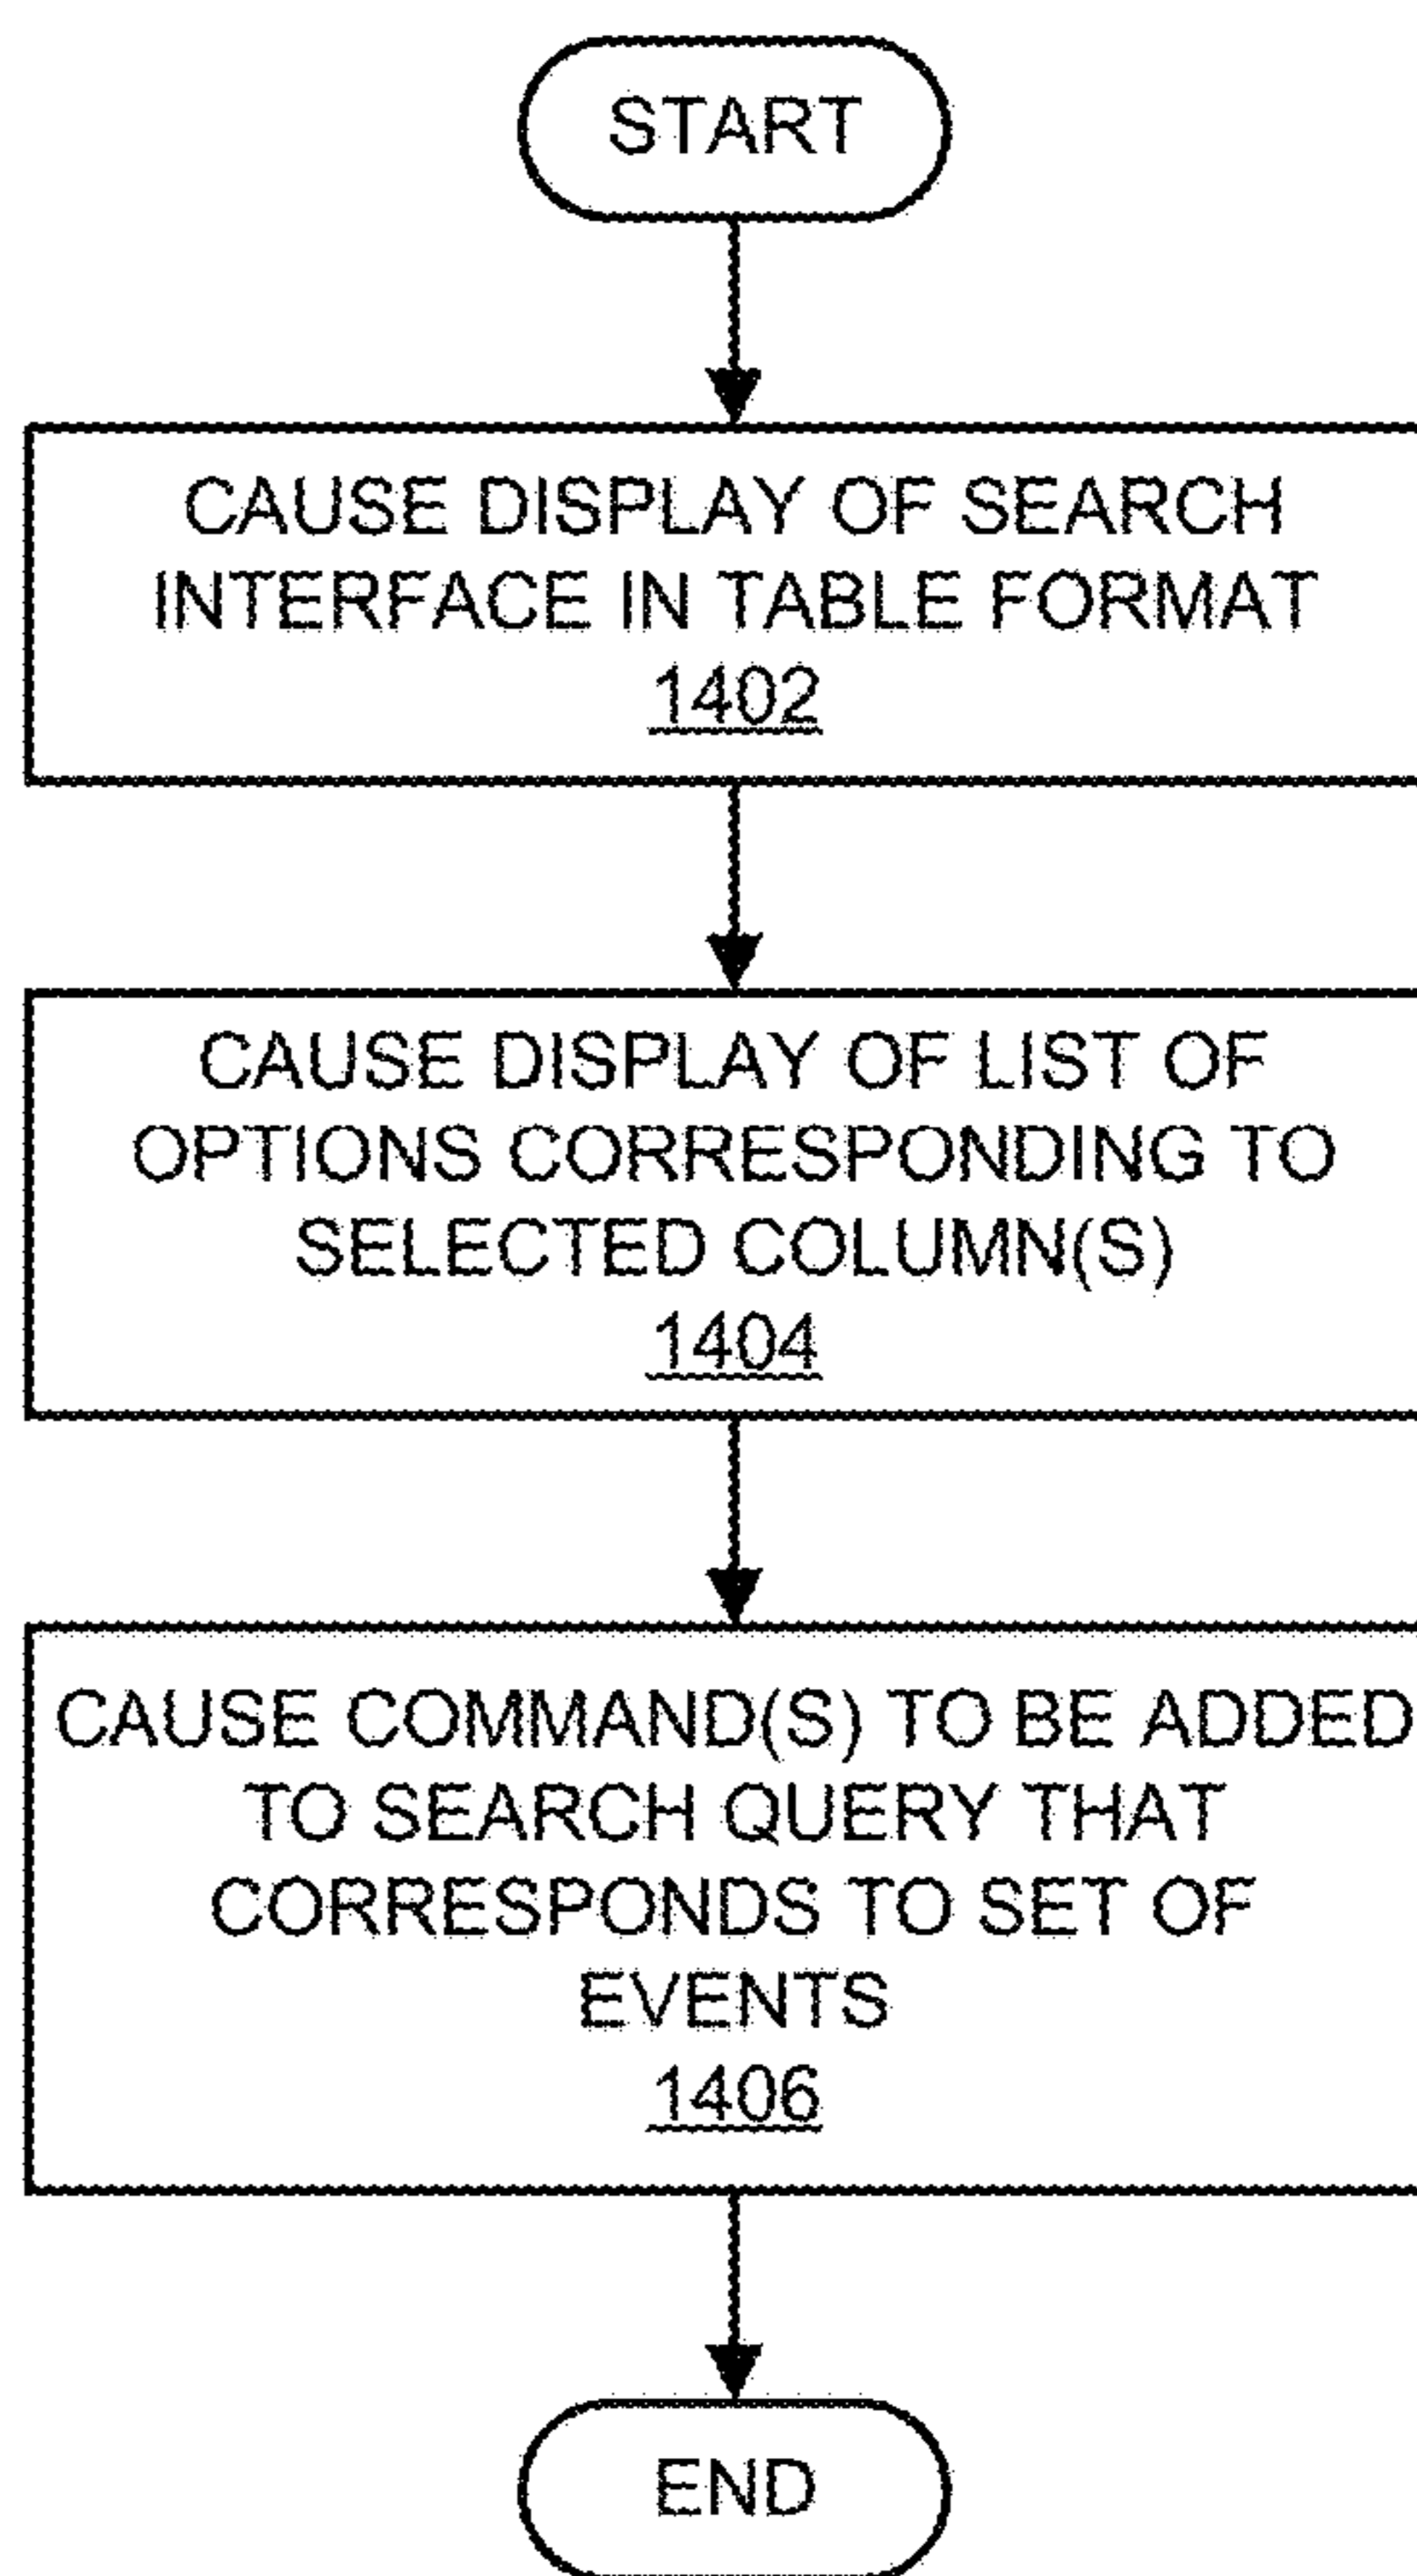 START
CAUSE DISPLAY OF SEARCH
INTERFACE IN TABLE FORMAT
1402
CAUSE DISPLAY OF LIST OF
OPTIONS CORRESPONDING TO
SELECTED COLUMN(S)
1404
CAUSE COMMAND(S) TO BE ADDED
TO SEARCH QUERY THAT
CORRESPONDS TO SET OF
EVENTS
1406
END